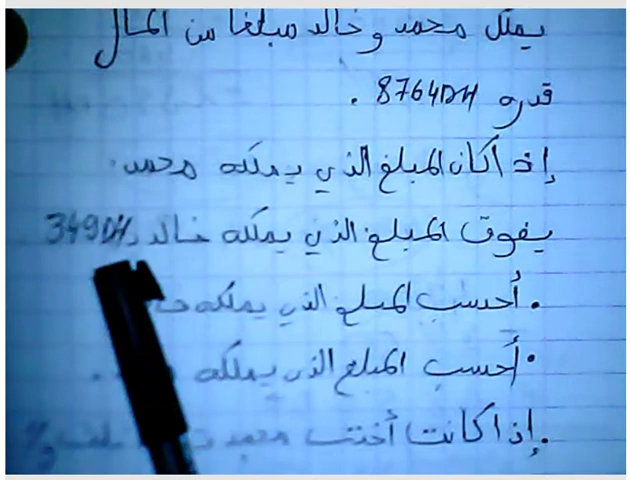 يملك محمد و خالد مبلغا من المال
قدره 8764DH .
إذا كان المبلغ الذي يملكه محمد
يفوق المبلغ الذي يملكه خالد ب 349DH
. أحسب المبلغ الذي يملكه
. أحسب المبلغ الذي يملكه
. إذا كانت أخت محمد